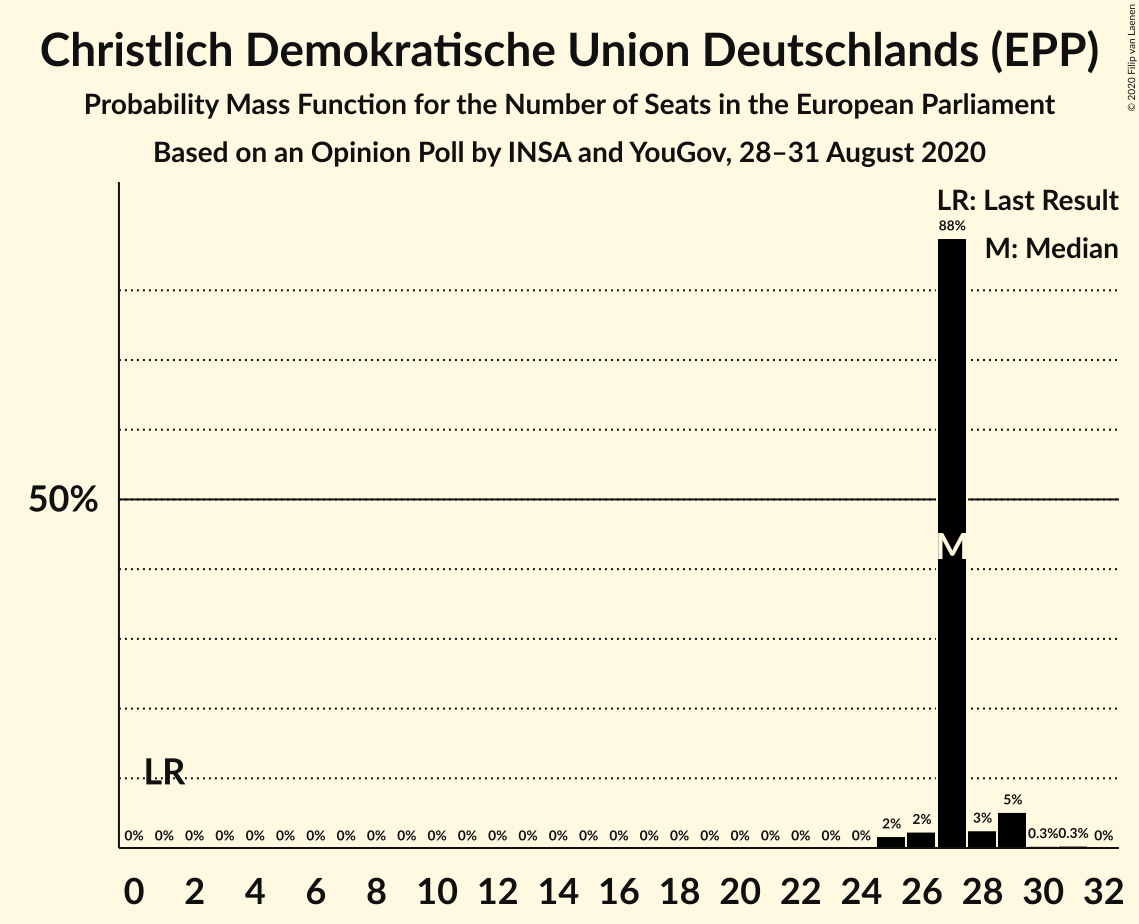 Christlich Demokratische Union Deutschlands (EPP)
Probability Mass Function for the Number of Seats in the European Parliament
Based on an Opinion Poll by INSA and YouGov, 28–31 August 2020
© 2020 Filip van Laenen
LR: Last Result
M: Median
88%
50%
M
LR
0% 0% 0% 0% 0% 0% 0% 0% 0% 0% 0% 0% 0% 0% 0% 0% 0% 0% 0% 0% 0% 0% 0% 0% 0% 2% 2% 3% 5% 0.3% 0.3% 0%
0 2 4 6 8 10 12 14 16 18 20 22 24 26 28 30 32